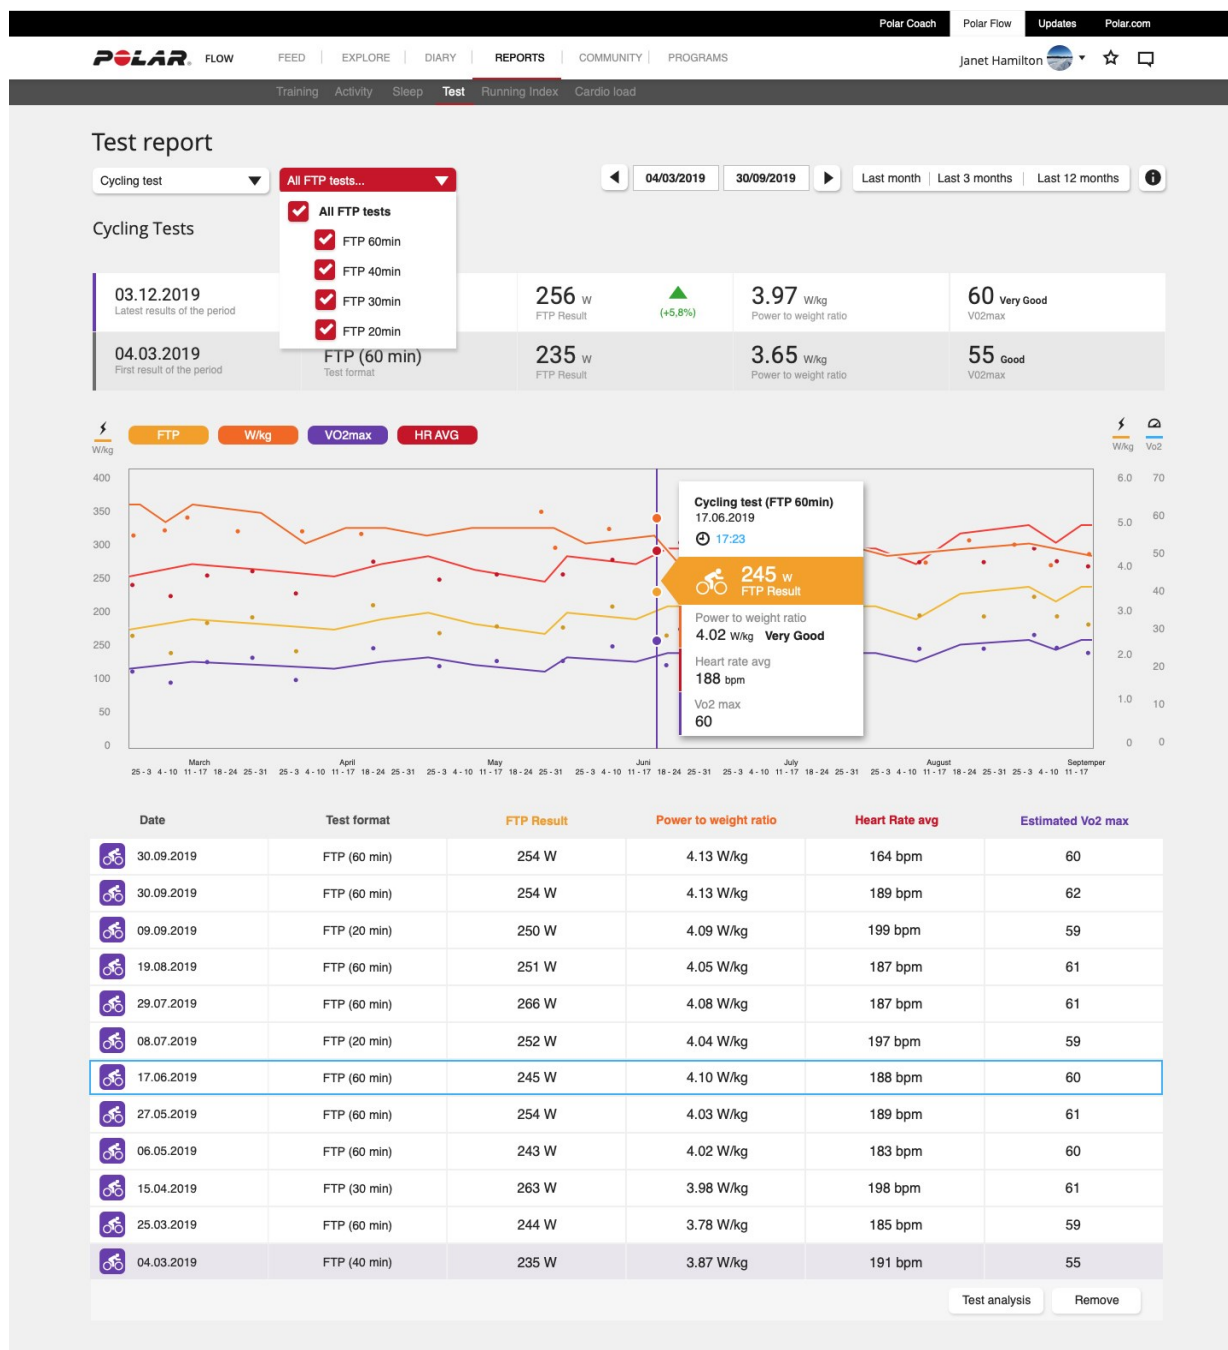 Polar Coach Polar Flow Updates Polar.com
POLAR. FLOW FEED EXPLORE DIARY REPORTS COMMUNITY PROGRAMS Janet Hamilton
Training Activity Sleep Test Running Index Cardio load
Test report
Cycling test All FTP tests... 04/03/2019 30/09/2019 Last month Last 3 months Last 12 months
All FTP tests
FTP 60min
FTP 40min
FTP 30min
FTP 20min
Cycling Tests
03.12.2019 256 W (+5,8%) 3.97 W/kg 60 Very Good
Latest results of the period FTP Result Power to weight ratio V02max
04.03.2019 FTP (60 min) 235 W 3.65 W/kg 55 Good
First result of the period Test format FTP Result Power to weight ratio V02max
FTP W/kg VO2max HR AVG
W/kg W/kg Vo2
400 6.0 70
350 5.0 60
300 50
250 4.0 40
200 3.0 30
250 2.0 20
100 1.0 10
50
0 0 0
Cycling test (FTP 60min)
17.06.2019
17:23
245 W
FTP Result
Power to weight ratio
4.02 W/kg Very Good
Heart rate avg
188 bpm
Vo2 max
60
March April May Juni July August Septemper
25 - 3 4 - 10 11 - 17 18 - 24 25 - 31 25 - 3 4 - 10 11 - 17 18 - 24 25 - 31 25 - 3 4 - 10 11 - 17 18 - 24 25 - 31 25 - 3 4 - 10 11 - 17 18 - 24 25 - 31 25 - 3 4 - 10 11 - 17 18 - 24 25 - 31 25 - 3 4 - 10 11 - 17 18 - 24 25 - 31 25 - 3 4 - 10 11 - 17
Date Test format FTP Result Power to weight ratio Heart Rate avg Estimated Vo2 max
30.09.2019 FTP (60 min) 254 W 4.13 W/kg 164 bpm 60
30.09.2019 FTP (60 min) 254 W 4.13 W/kg 189 bpm 62
09.09.2019 FTP (20 min) 250 W 4.09 W/kg 199 bpm 59
19.08.2019 FTP (60 min) 251 W 4.05 W/kg 187 bpm 61
29.07.2019 FTP (60 min) 266 W 4.08 W/kg 187 bpm 61
08.07.2019 FTP (20 min) 252 W 4.04 W/kg 197 bpm 59
17.06.2019 FTP (60 min) 245 W 4.10 W/kg 188 bpm 60
27.05.2019 FTP (60 min) 254 W 4.03 W/kg 189 bpm 61
06.05.2019 FTP (60 min) 243 W 4.02 W/kg 183 bpm 60
15.04.2019 FTP (30 min) 263 W 3.98 W/kg 198 bpm 61
25.03.2019 FTP (60 min) 244 W 3.78 W/kg 185 bpm 59
04.03.2019 FTP (40 min) 235 W 3.87 W/kg 191 bpm 55
Test analysis Remove